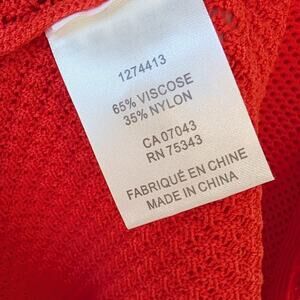 1274413
65% VISCOSE
35% NYLON
CA 07043
RN 75343
FABRIQUÉ EN CHINE
MADE IN CHINA